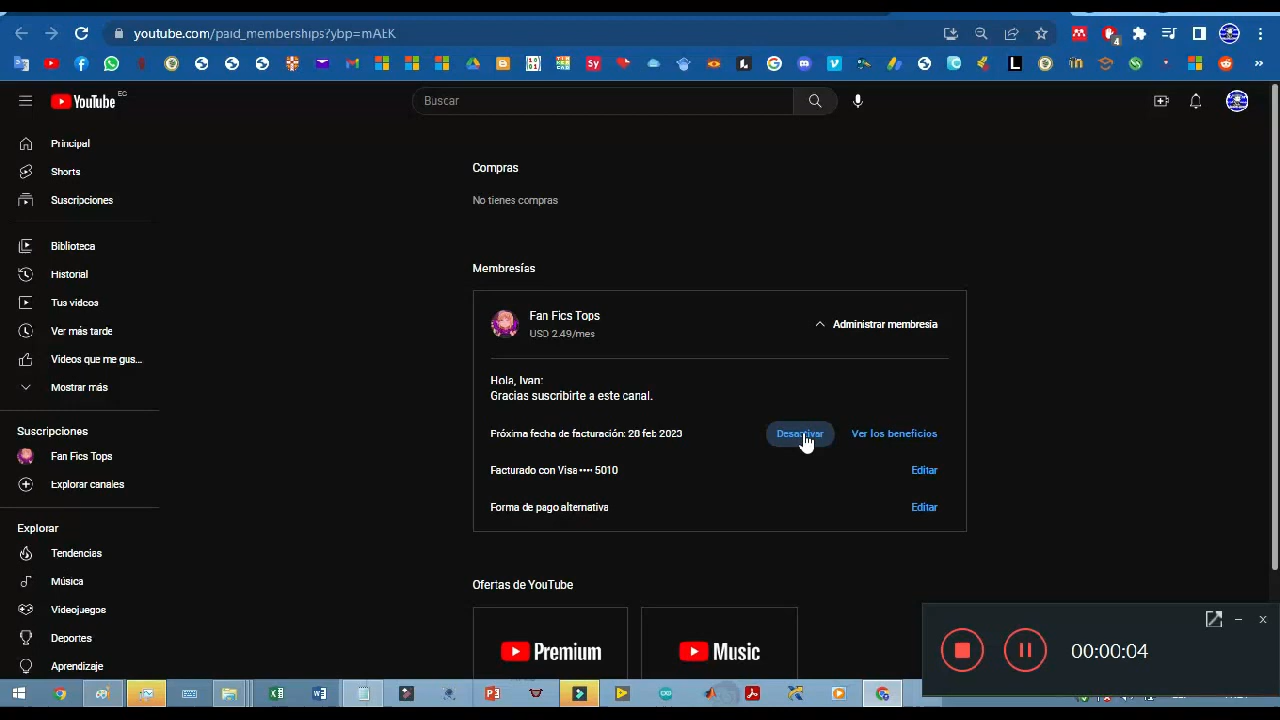 youtube.com/paid_memberships?ybp=mAEK
4
YouTube EC
Buscar
Principal
Shorts
Suscripciones
Biblioteca
Historial
Tus videos
Ver más tarde
Videos que me gus...
Mostrar más
Suscripciones
Fan Fics Tops
Explorar canales
Explorar
Tendencias
Música
Videojuegos
Deportes
Aprendizaje
Compras
No tienes compras
Membresías
Fan Fics Tops
USD 2.49/mes
Administrar membresía
Hola, Ivan:
Gracias suscribirte a este canal.
Próxima fecha de facturación: 28 feb 2023
Desactivar
Ver los beneficios
Facturado con Visa •••• 5010
Editar
Forma de pago alternativa
Editar
Ofertas de YouTube
Premium
Music
00:00:04